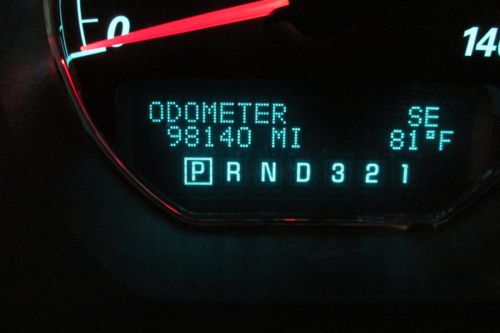 0
140
ODOMETER SE
98140 MI 81°F
P R N D 3 2 1